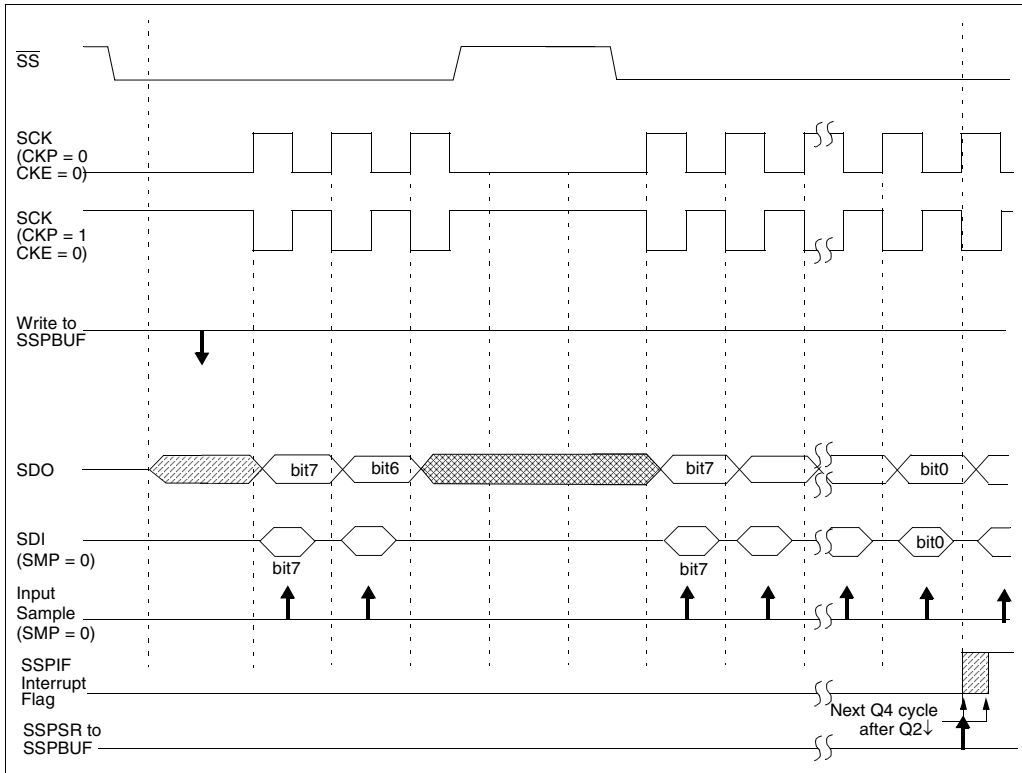 SS
SCK
(CKP = 0
CKE = 0)
SCK
(CKP = 1
CKE = 0)
Write to
SSPBUF
SDO
bit7
bit6
bit7
bit0
SDI
(SMP = 0)
bit7
bit7
bit0
Input
Sample
(SMP = 0)
SSPIF
Interrupt
Flag
Next Q4 cycle
after Q2↓
SSPSR to
SSPBUF